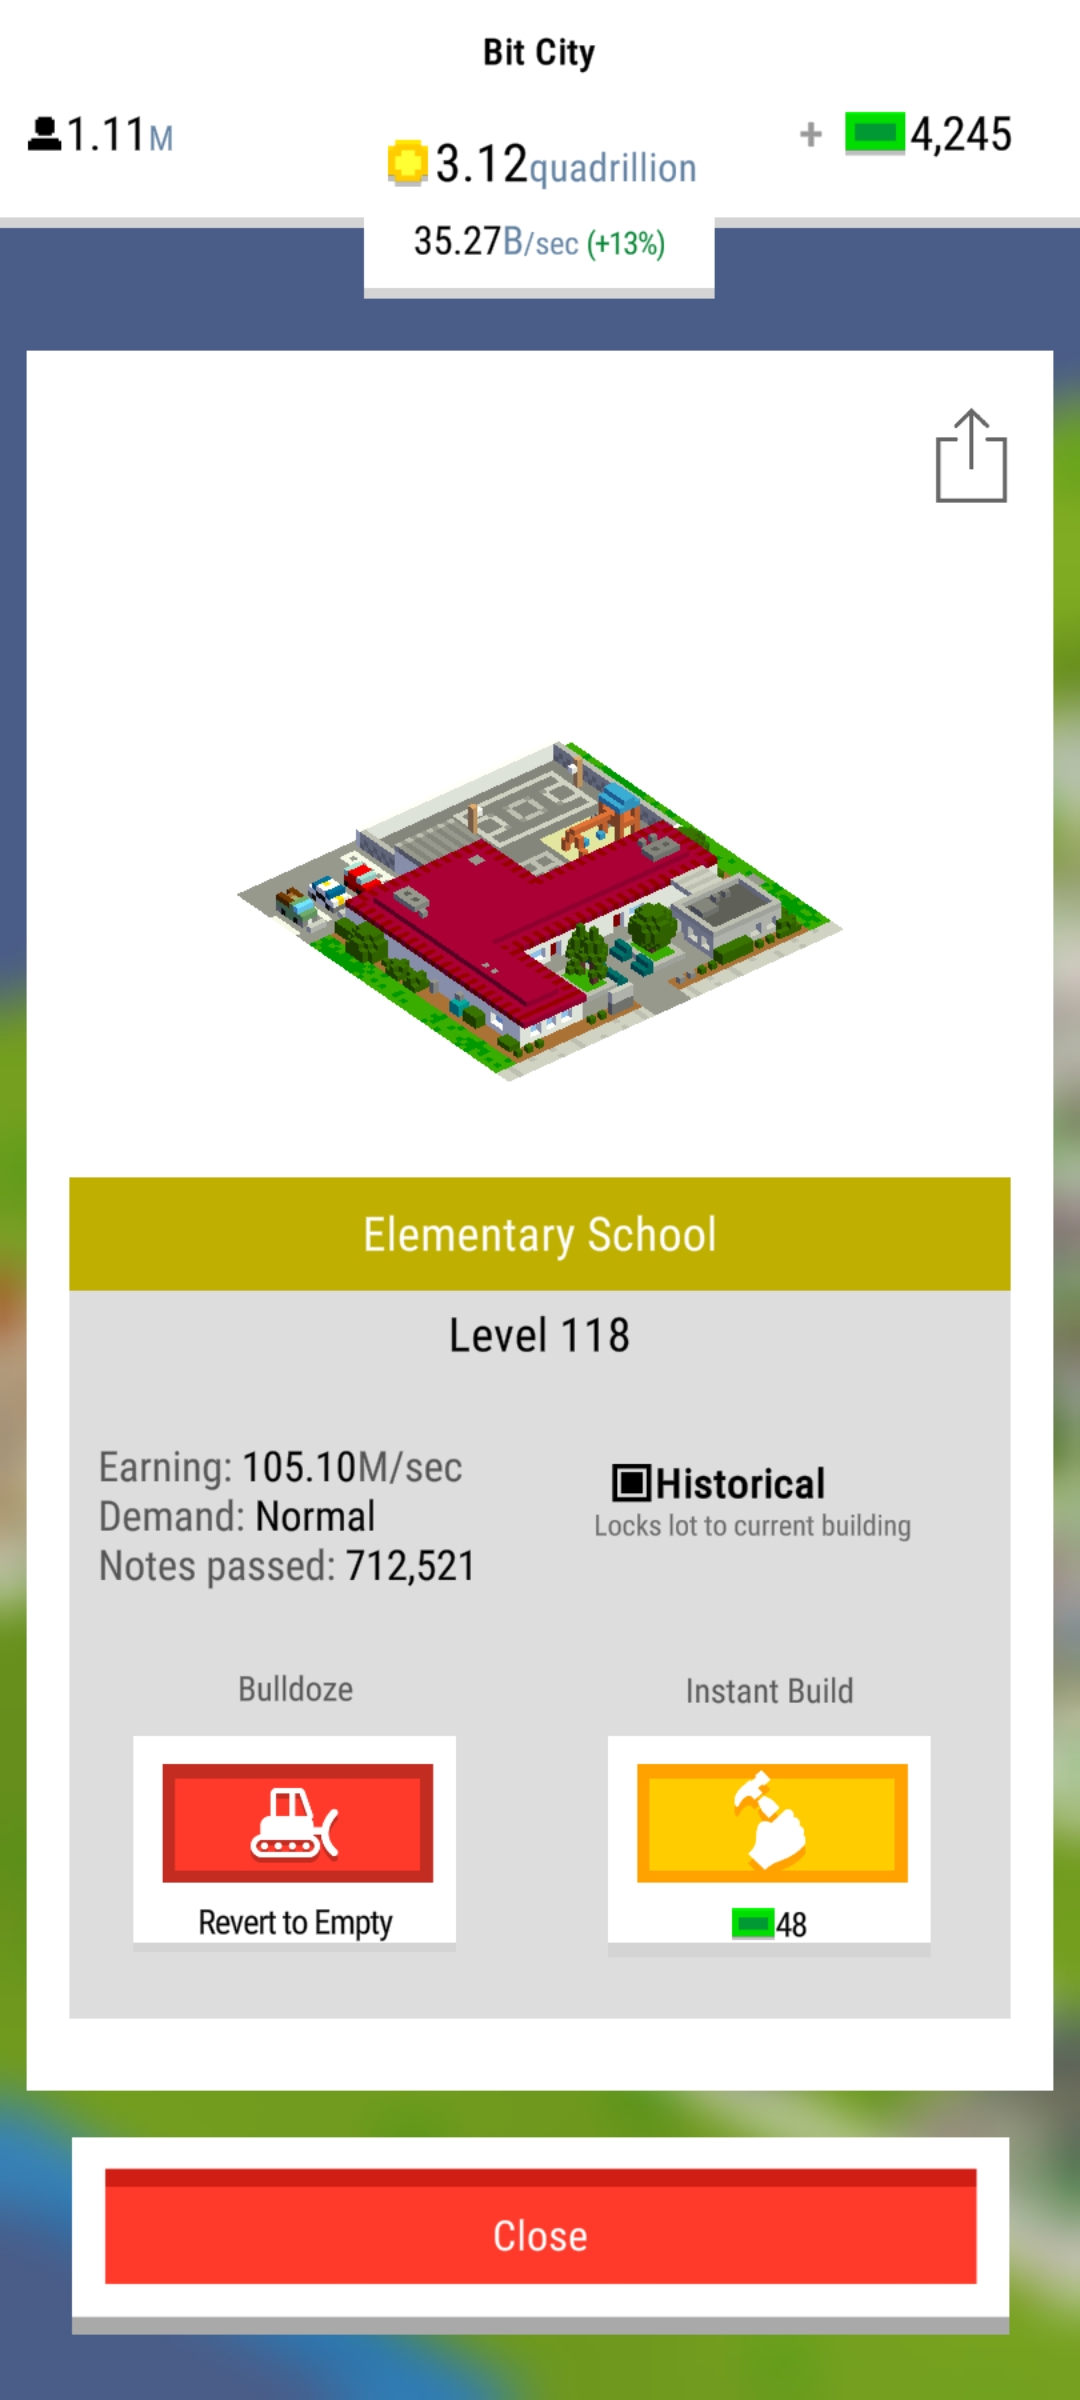 Bit City
1.11M
3.12quadrillion
+ 4,245
35.27B/sec (+13%)
Elementary School
Level 118
Earning: 105.10M/sec
Demand: Normal
Notes passed: 712,521
Historical
Locks lot to current building
Bulldoze
Revert to Empty
Instant Build
48
Close